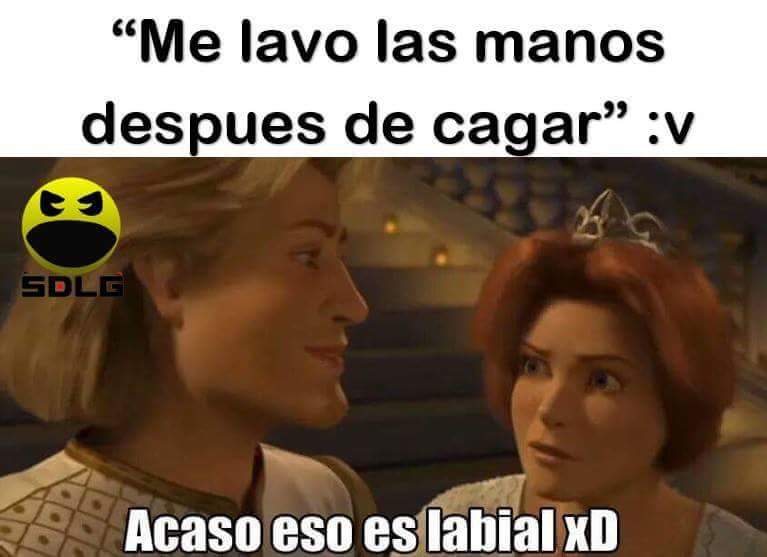 “Me lavo las manos
despues de cagar” :v
SDLG
Acaso eso es labial xD